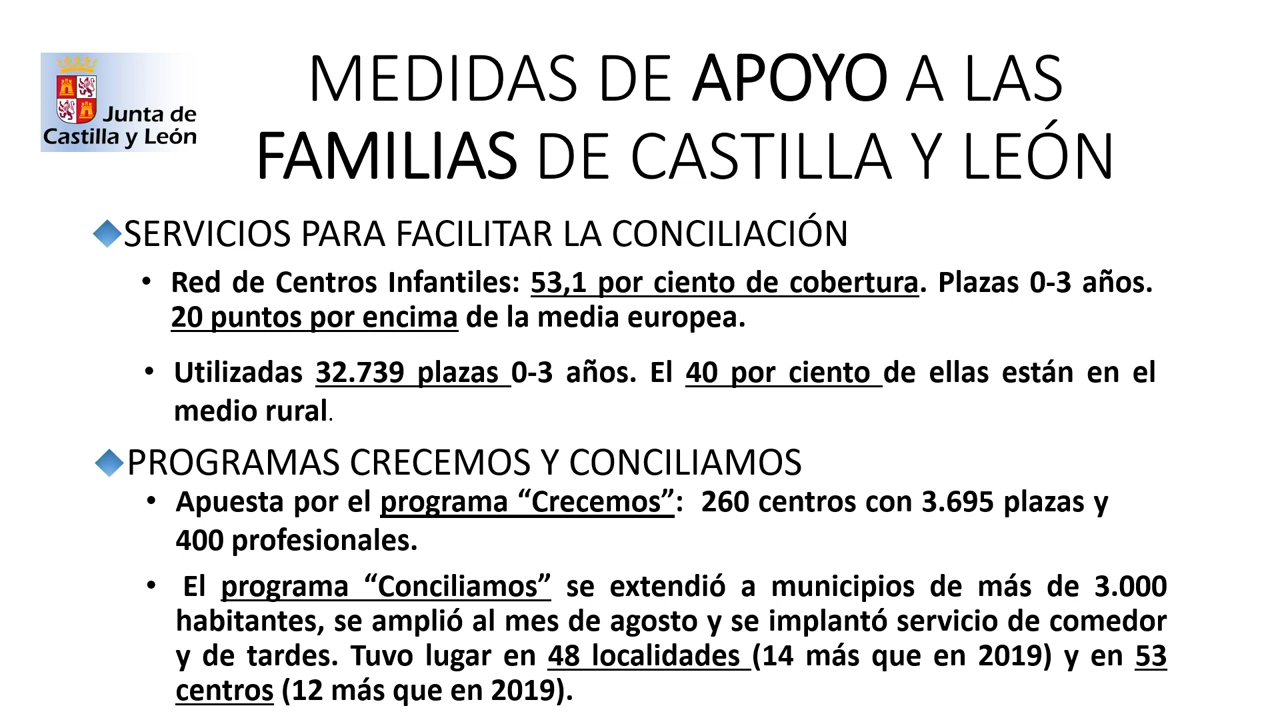 Junta de
Castilla y León
MEDIDAS DE APOYO A LAS
FAMILIAS DE CASTILLA Y LEÓN
SERVICIOS PARA FACILITAR LA CONCILIACIÓN
• Red de Centros Infantiles: 53,1 por ciento de cobertura. Plazas 0-3 años.
20 puntos por encima de la media europea.
• Utilizadas 32.739 plazas 0-3 años. El 40 por ciento de ellas están en el
medio rural.
PROGRAMAS CRECEMOS Y CONCILIAMOS
• Apuesta por el programa “Crecemos”: 260 centros con 3.695 plazas y
400 profesionales.
• El programa “Conciliamos” se extendió a municipios de más de 3.000
habitantes, se amplió al mes de agosto y se implantó servicio de comedor
y de tardes. Tuvo lugar en 48 localidades (14 más que en 2019) y en 53
centros (12 más que en 2019).